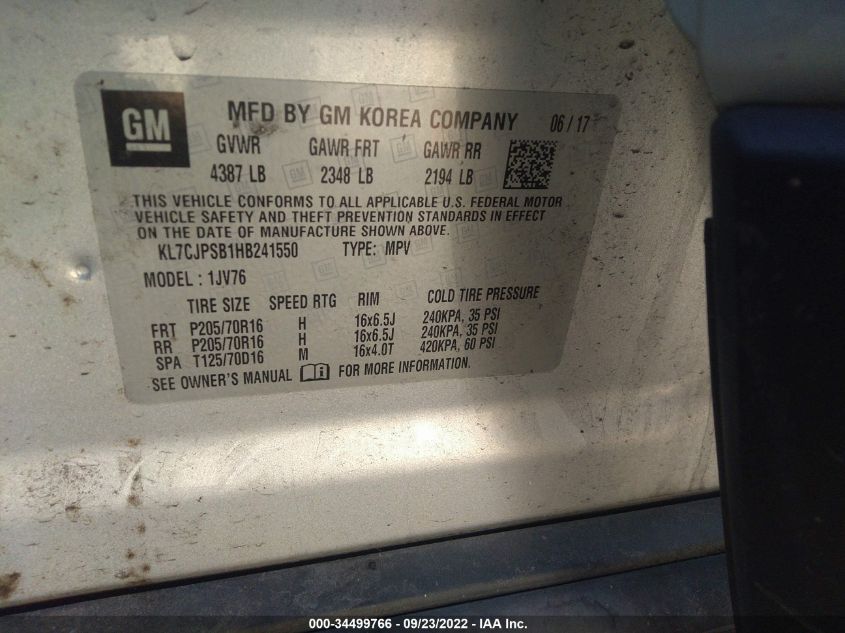 GM
MFD BY GM KOREA COMPANY 06 / 17
GVWR GAWR FRT GAWR RR
4387 LB 2348 LB 2194 LB
THIS VEHICLE CONFORMS TO ALL APPLICABLE U.S. FEDERAL MOTOR
VEHICLE SAFETY AND THEFT PREVENTION STANDARDS IN EFFECT
ON THE DATE OF MANUFACTURE SHOWN ABOVE.
KL7CJPSB1HB241550 TYPE: MPV
MODEL : 1JV76
TIRE SIZE SPEED RTG RIM COLD TIRE PRESSURE
FRT P205/70R16 H 16x6.5J 240KPA, 35 PSI
RR P205/70R16 H 16x6.5J 240KPA, 35 PSI
SPA T125/70D16 M 16x4.0T 420KPA, 60 PSI
SEE OWNER'S MANUAL FOR MORE INFORMATION.
000-34499766 - 09/23/2022 - IAA Inc.